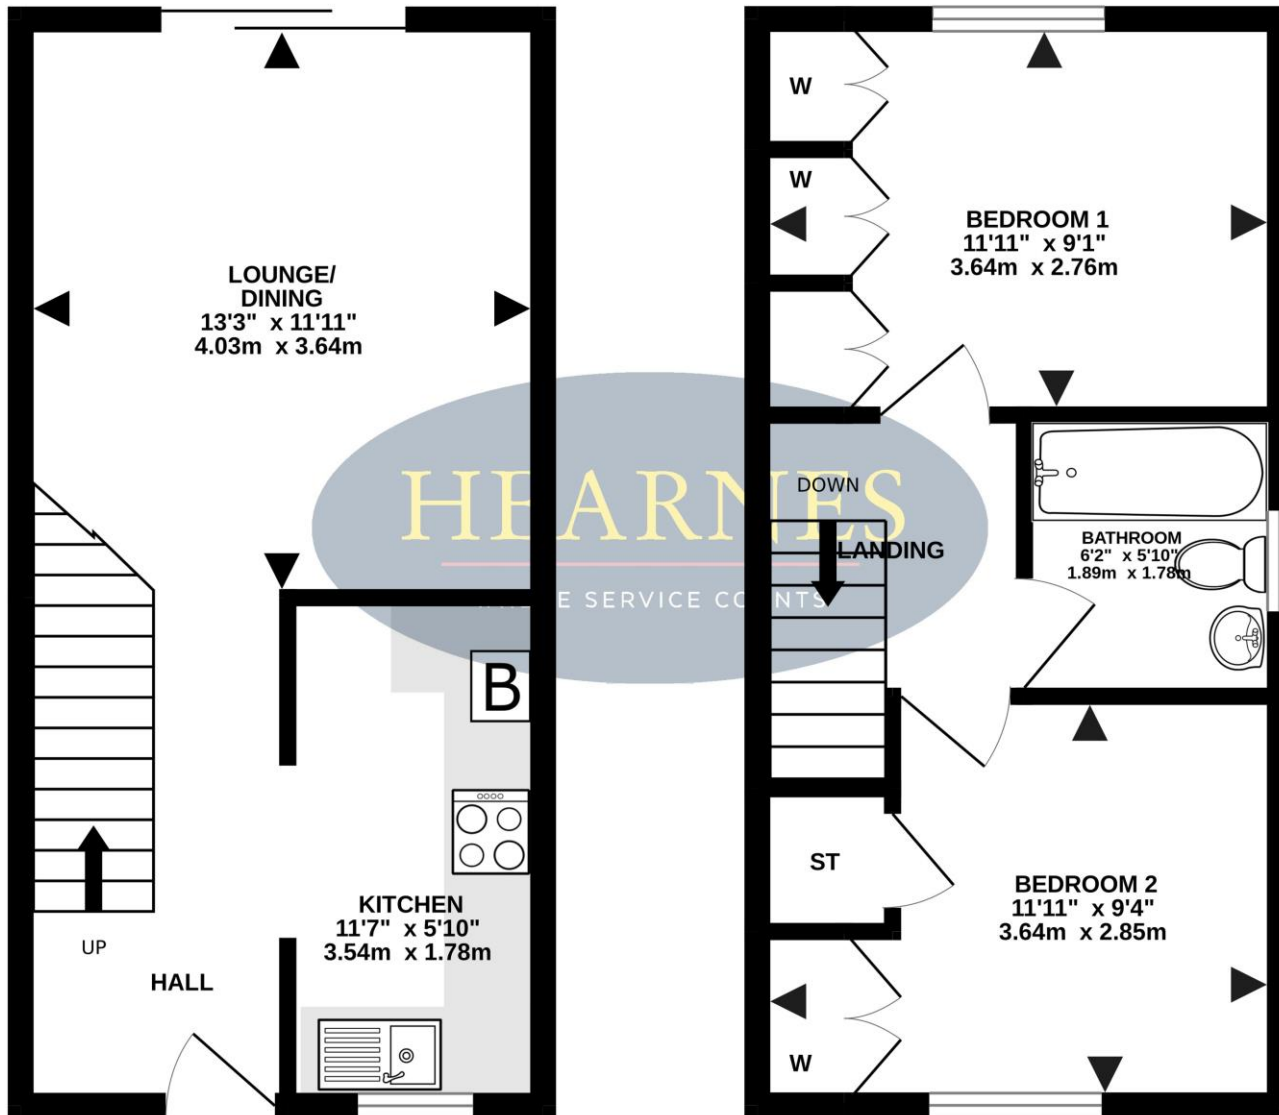 LOUNGE/
DINING
13'3" x 11'11"
4.03m x 3.64m
UP
HALL
KITCHEN
11'7" x 5'10"
3.54m x 1.78m
B
HEARNES
SERVICE
W
W
BEDROOM 1
11'11" x 9'1"
3.64m x 2.76m
DOWN
LANDING
BATHROOM
6'2" x 5'10"
1.89m x 1.78m
ST
BEDROOM 2
11'11" x 9'4"
3.64m x 2.85m
W